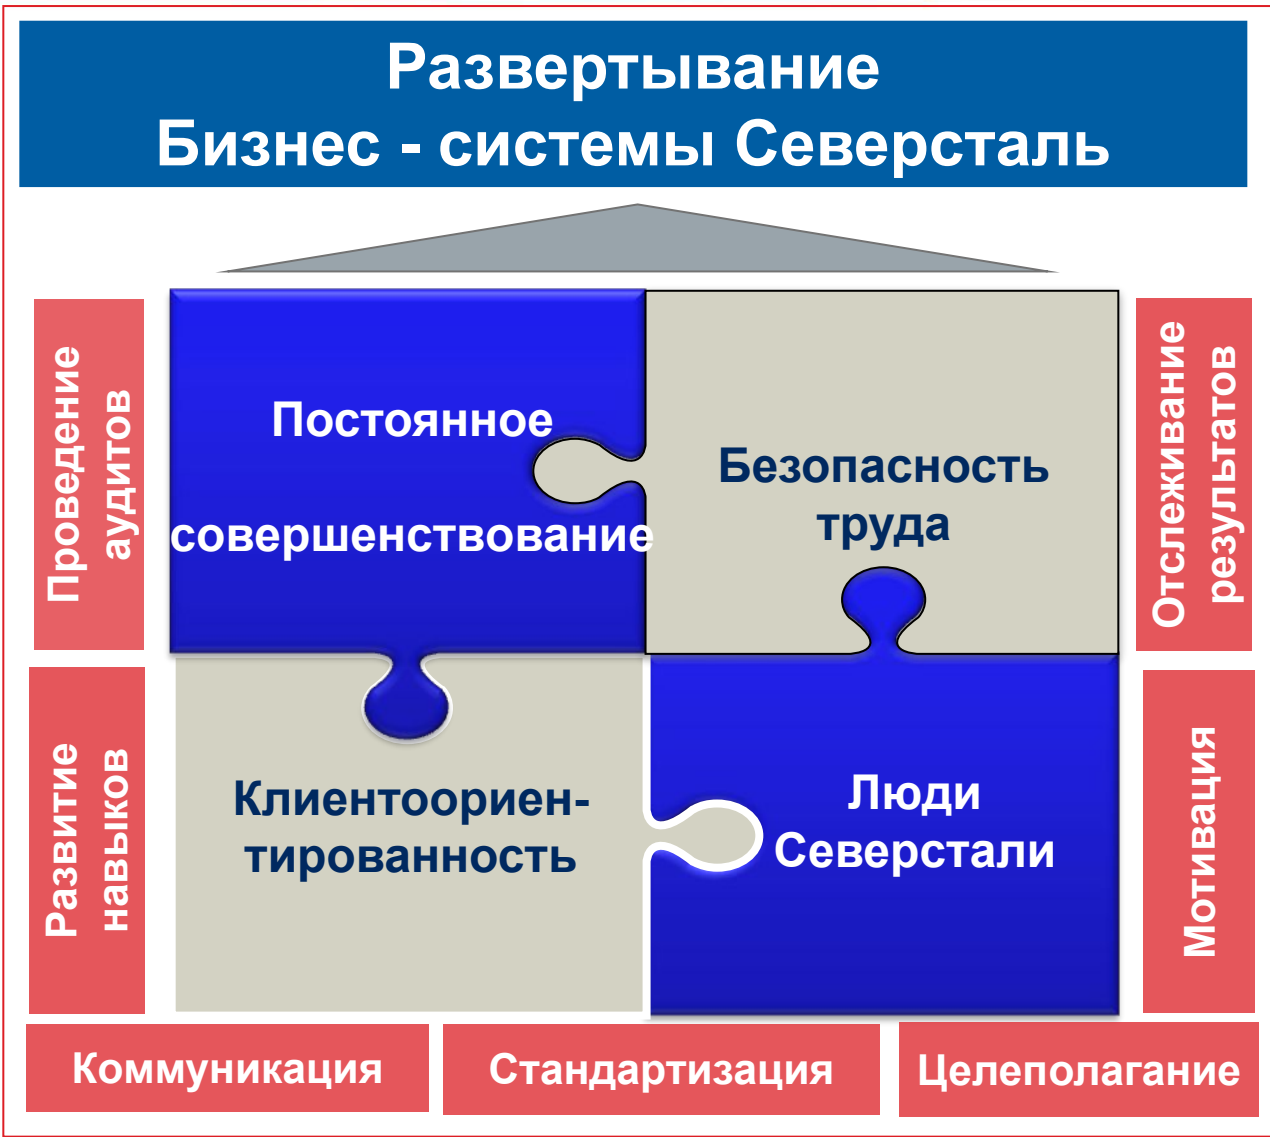 Развертывание
Бизнес - системы Северсталь
Проведение
аудитов
Постоянное
совершенствование
Безопасность
труда
Отслеживание
результатов
Развитие
навыков
Клиентоориен-
тированность
Люди
Северстали
Мотивация
Коммуникация
Стандартизация
Целеполагание